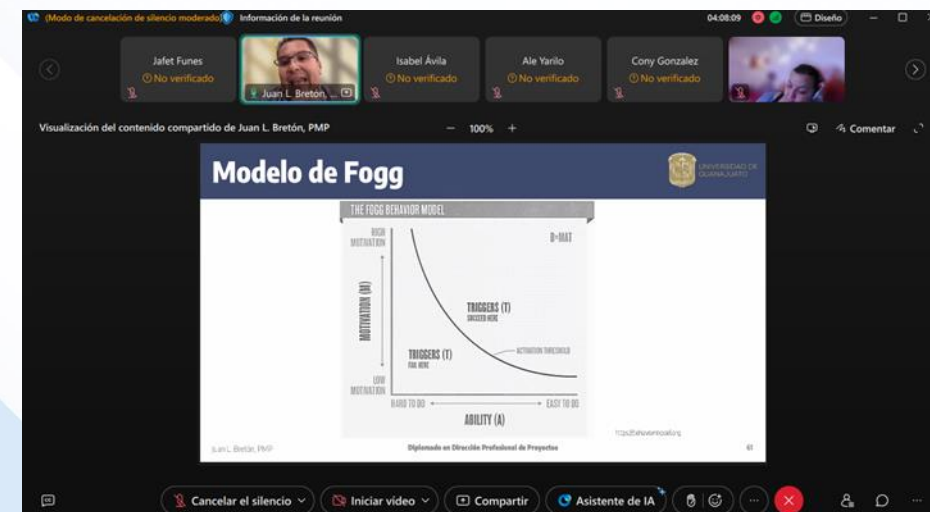 (Modo de cancelación de silencio moderado)
Información de la reunión
04:08:09
Diseño
Jafet Funes
No verificado
Juan L. Bretón, ...
Isabel Ávila
No verificado
Ale Yarilo
No verificado
Cony Gonzalez
No verificado
Visualización del contenido compartido de Juan L. Bretón, PMP
— 100% +
Comentar
Modelo de Fogg
UNIVERSIDAD DE
GUANAJUATO
THE FOGG BEHAVIOR MODEL
HIGH
MOTIVATION
B=MAT
MOTIVATION (M)
TRIGGERS (T)
SUCCEED HERE
TRIGGERS (T)
FAIL HERE
ACTIVATION THRESHOLD
LOW
MOTIVATION
HARD TO DO
EASY TO DO
ABILITY (A)
Juan L. Bretón, PMP
Diplomado en Dirección Profesional de Proyectos
61
Cancelar el silencio
Iniciar vídeo
Compartir
Asistente de IA